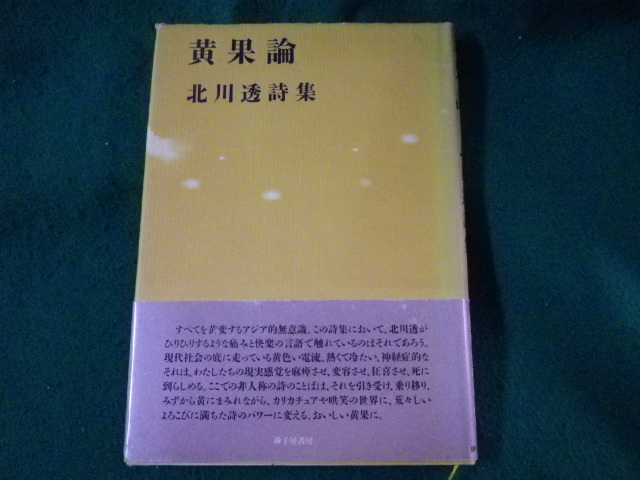 黄果論
北川透詩集
すべてを黄変するアジア的無意識。この詩集において、北川透が
ひりひりするような痛みと快楽の言語で触れているのはそれであろう。
現代社会の底に走っている黄色い電流、熱くて冷たい、神経症的な
それは、わたしたちの現実感覚を麻痺させ、変容させ、狂喜させ、死に
到らしめる。ここでの非人称の詩のことばは、それを引き受け、乗り移り、
みずから黄にまみれながら、カリカチュアや哄笑の世界に、荒々しい
よろこびに満ちた詩のパワーに変える、おいしい黄果に。
砂子屋書房